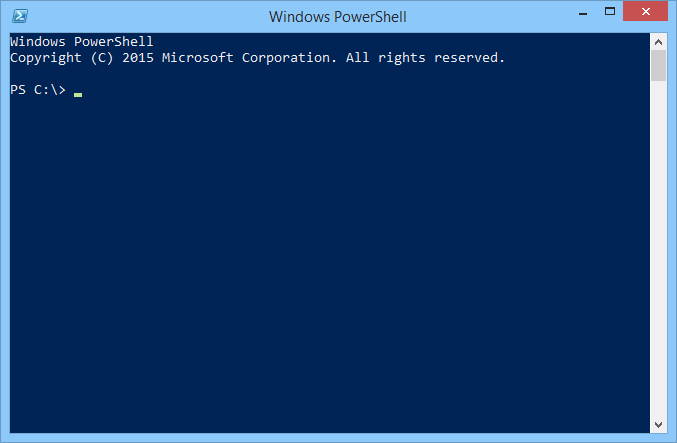 Windows PowerShell
Windows PowerShell
Copyright (C) 2015 Microsoft Corporation. All rights reserved.
PS C:\>